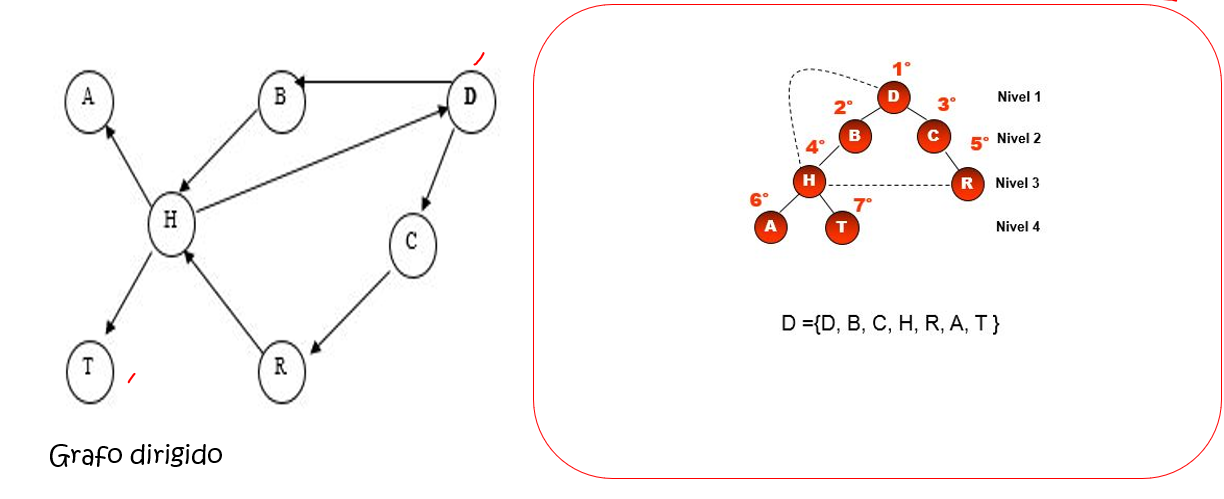 A
B
D
H
C
T
R
Grafo dirigido
1°
D
Nivel 1
2°
3°
B
C
Nivel 2
4°
5°
H
R
Nivel 3
6°
7°
A
T
Nivel 4
D ={D, B, C, H, R, A, T }